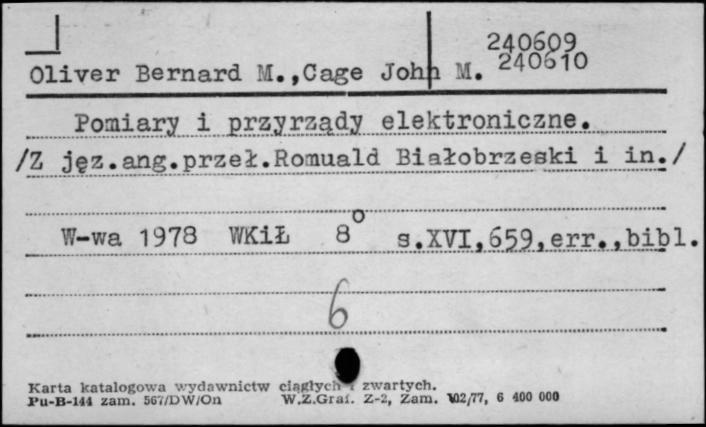 240609
240610
Oliver Bernard M.,Cage John M.
Pomiary i przyrządy elektroniczne.
/Z jęz.ang.przeł.Romuald Białobrzeski i in./
W-wa 1978 WKiŁ 8° s.XVI,659,err.,bibl.
6
Karta katalogowa wydawnictw ciągłych i zwartych.
Pu-B-144 zam. 567/DW/On W.Z.Graf. Z-2, Zam. 102/77, 6 400 000